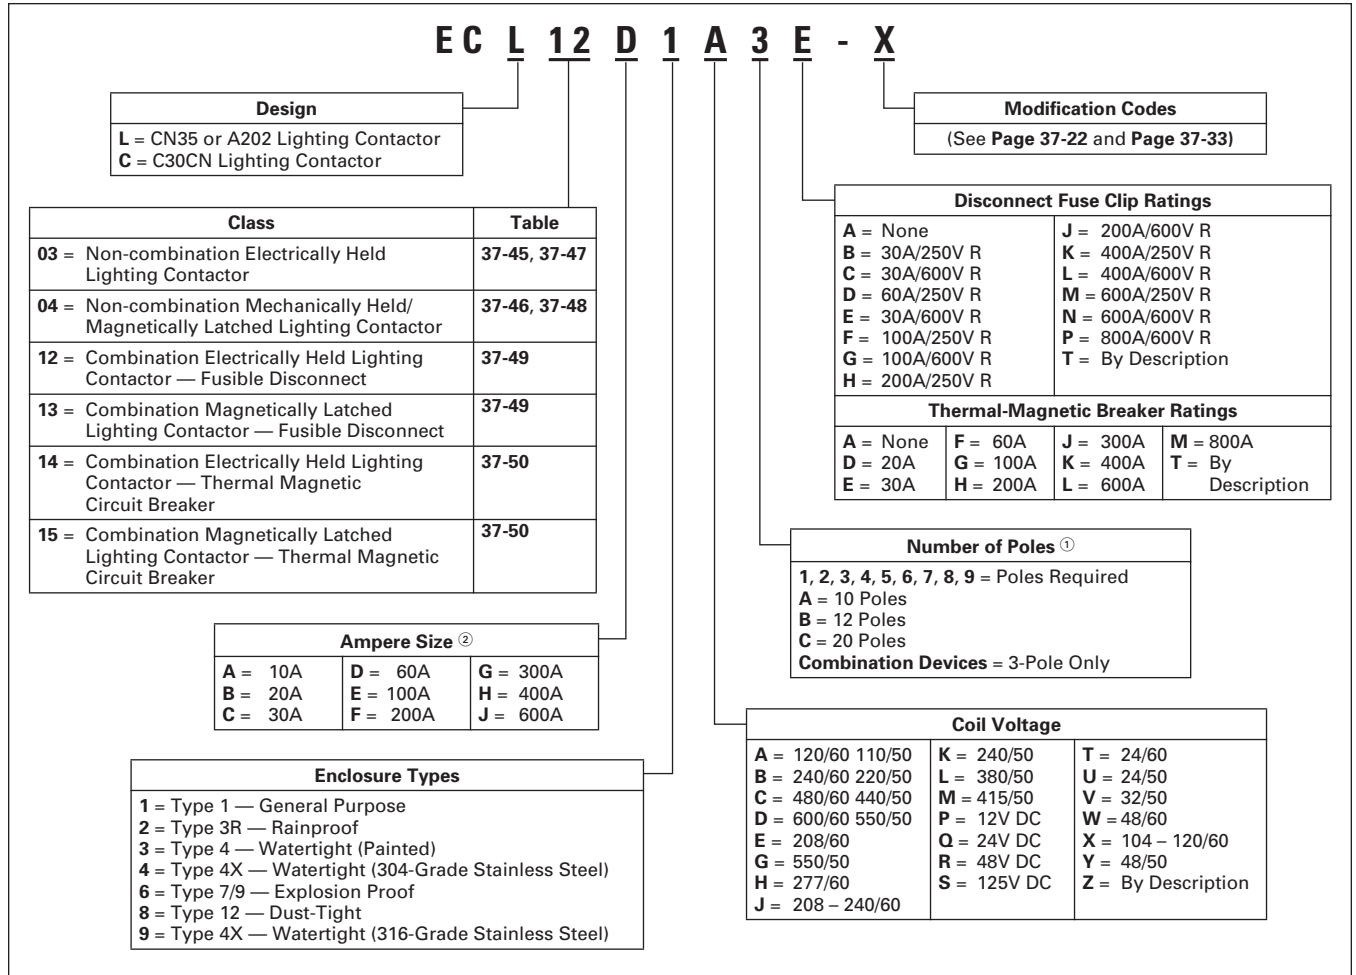 E C L 12 D 1 A 3 E - X
Design
L = CN35 or A202 Lighting Contactor
C = C30CN Lighting Contactor
Modification Codes
(See Page 37-22 and Page 37-33)
Class Table
03 = Non-combination Electrically Held 37-45, 37-47
Lighting Contactor
04 = Non-combination Mechanically Held/ 37-46, 37-48
Magnetically Latched Lighting Contactor
12 = Combination Electrically Held Lighting 37-49
Contactor — Fusible Disconnect
13 = Combination Magnetically Latched 37-49
Lighting Contactor — Fusible Disconnect
14 = Combination Electrically Held Lighting 37-50
Contactor — Thermal Magnetic
Circuit Breaker
15 = Combination Magnetically Latched 37-50
Lighting Contactor — Thermal Magnetic
Circuit Breaker
Disconnect Fuse Clip Ratings
A = None J = 200A/600V R
B = 30A/250V R K = 400A/250V R
C = 30A/600V R L = 400A/600V R
D = 60A/250V R M = 600A/250V R
E = 30A/600V R N = 600A/600V R
F = 100A/250V R P = 800A/600V R
G = 100A/600V R T = By Description
H = 200A/250V R
Thermal-Magnetic Breaker Ratings
A = None F = 60A J = 300A M = 800A
D = 20A G = 100A K = 400A T = By
E = 30A H = 200A L = 600A Description
Number of Poles ①
1, 2, 3, 4, 5, 6, 7, 8, 9 = Poles Required
A = 10 Poles
B = 12 Poles
C = 20 Poles
Combination Devices = 3-Pole Only
Ampere Size ②
A = 10A D = 60A G = 300A
B = 20A E = 100A H = 400A
C = 30A F = 200A J = 600A
Coil Voltage
A = 120/60 110/50 K = 240/50 T = 24/60
B = 240/60 220/50 L = 380/50 U = 24/50
C = 480/60 440/50 M = 415/50 V = 32/50
D = 600/60 550/50 P = 12V DC W = 48/60
E = 208/60 Q = 24V DC X = 104 – 120/60
G = 550/50 R = 48V DC Y = 48/50
H = 277/60 S = 125V DC Z = By Description
J = 208 – 240/60
Enclosure Types
1 = Type 1 — General Purpose
2 = Type 3R — Rainproof
3 = Type 4 — Watertight (Painted)
4 = Type 4X — Watertight (304-Grade Stainless Steel)
6 = Type 7/9 — Explosion Proof
8 = Type 12 — Dust-Tight
9 = Type 4X — Watertight (316-Grade Stainless Steel)